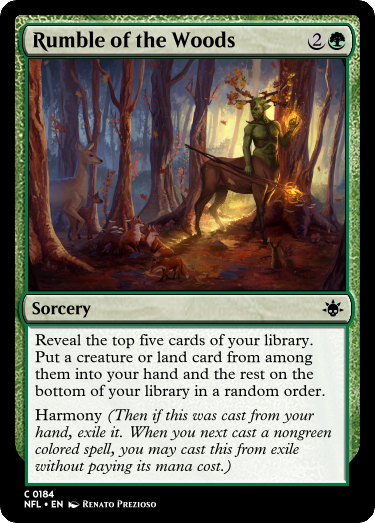 Rumble of the Woods 2
Sorcery
Reveal the top five cards of your library.
Put a creature or land card from among
them into your hand and the rest on the
bottom of your library in a random order.
Harmony (Then if this was cast from your
hand, exile it. When you next cast a nongreen
colored spell, you may cast this from exile
without paying its mana cost.)
C 0184
NFL • EN RENATO PREZIOSO